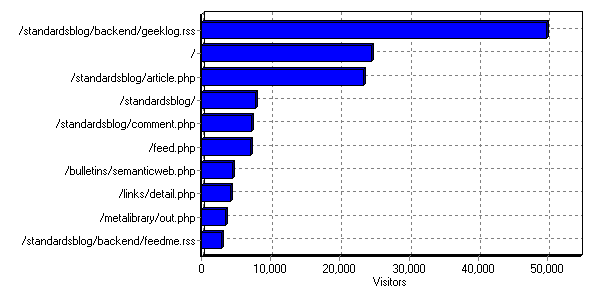 /standardsblog/backend/geeklog.rss
/
/standardsblog/article.php
/standardsblog/
/standardsblog/comment.php
/feed.php
/bulletins/semanticweb.php
/links/detail.php
/metalibrary/out.php
/standardsblog/backend/feedme.rss
0 10,000 20,000 30,000 40,000 50,000
Visitors